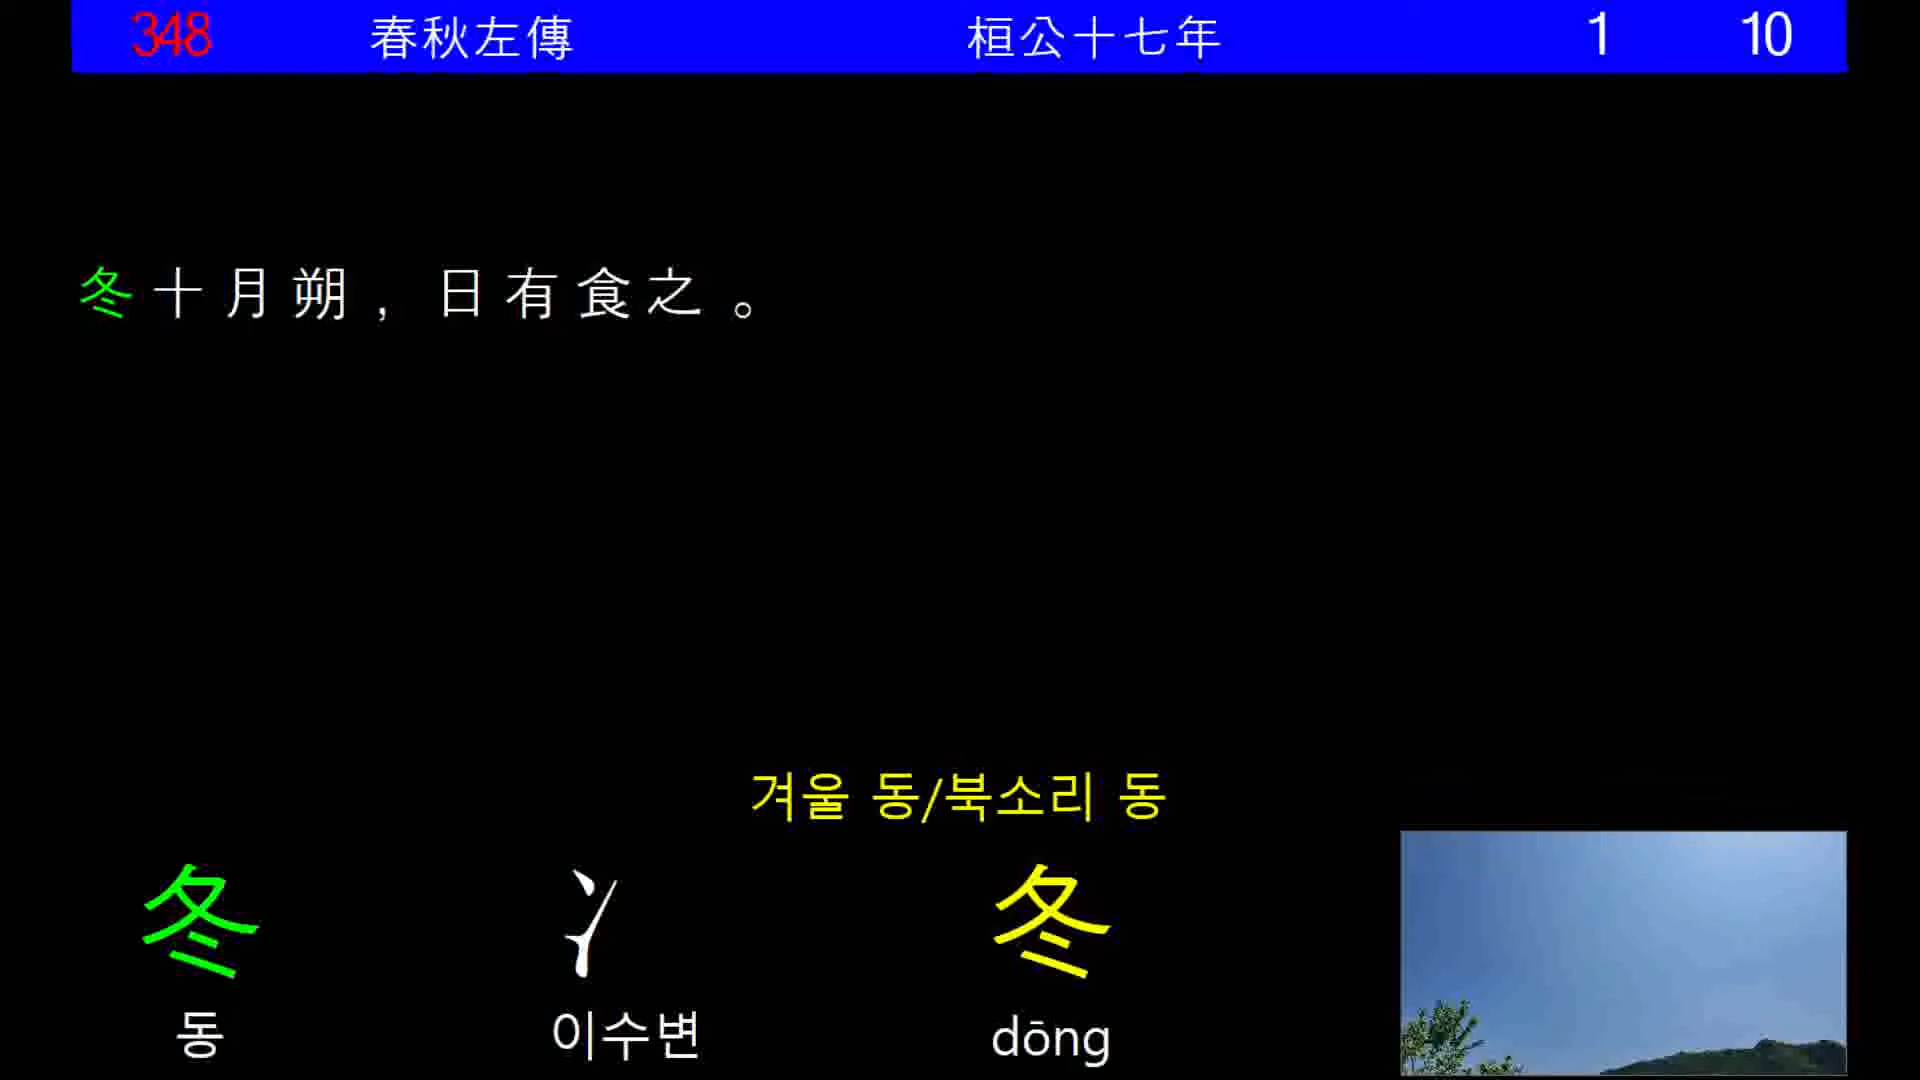 348 春秋左傳 桓公十七年 1 10
冬十月朔，日有食之。
겨울 동/북소리 동
冬 冫 冬
동 이수변 dōng